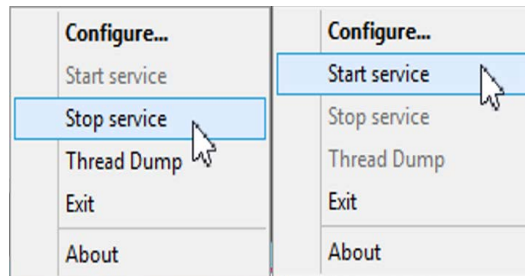 Configure...
Start service
Stop service
Thread Dump
Exit
About
Configure...
Start service
Stop service
Thread Dump
Exit
About